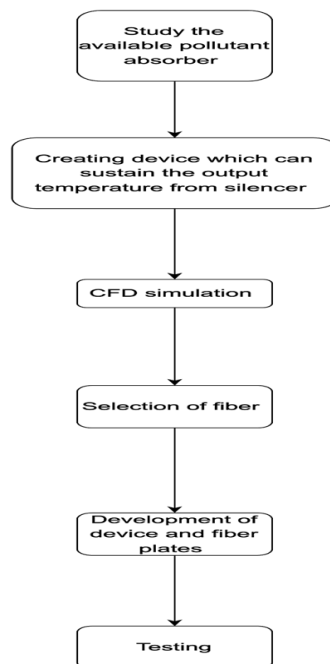 Study the
available pollutant
absorber
Creating device which can
sustain the output
temperature from silencer
CFD simulation
Selection of fiber
Development of
device and fiber
plates
Testing